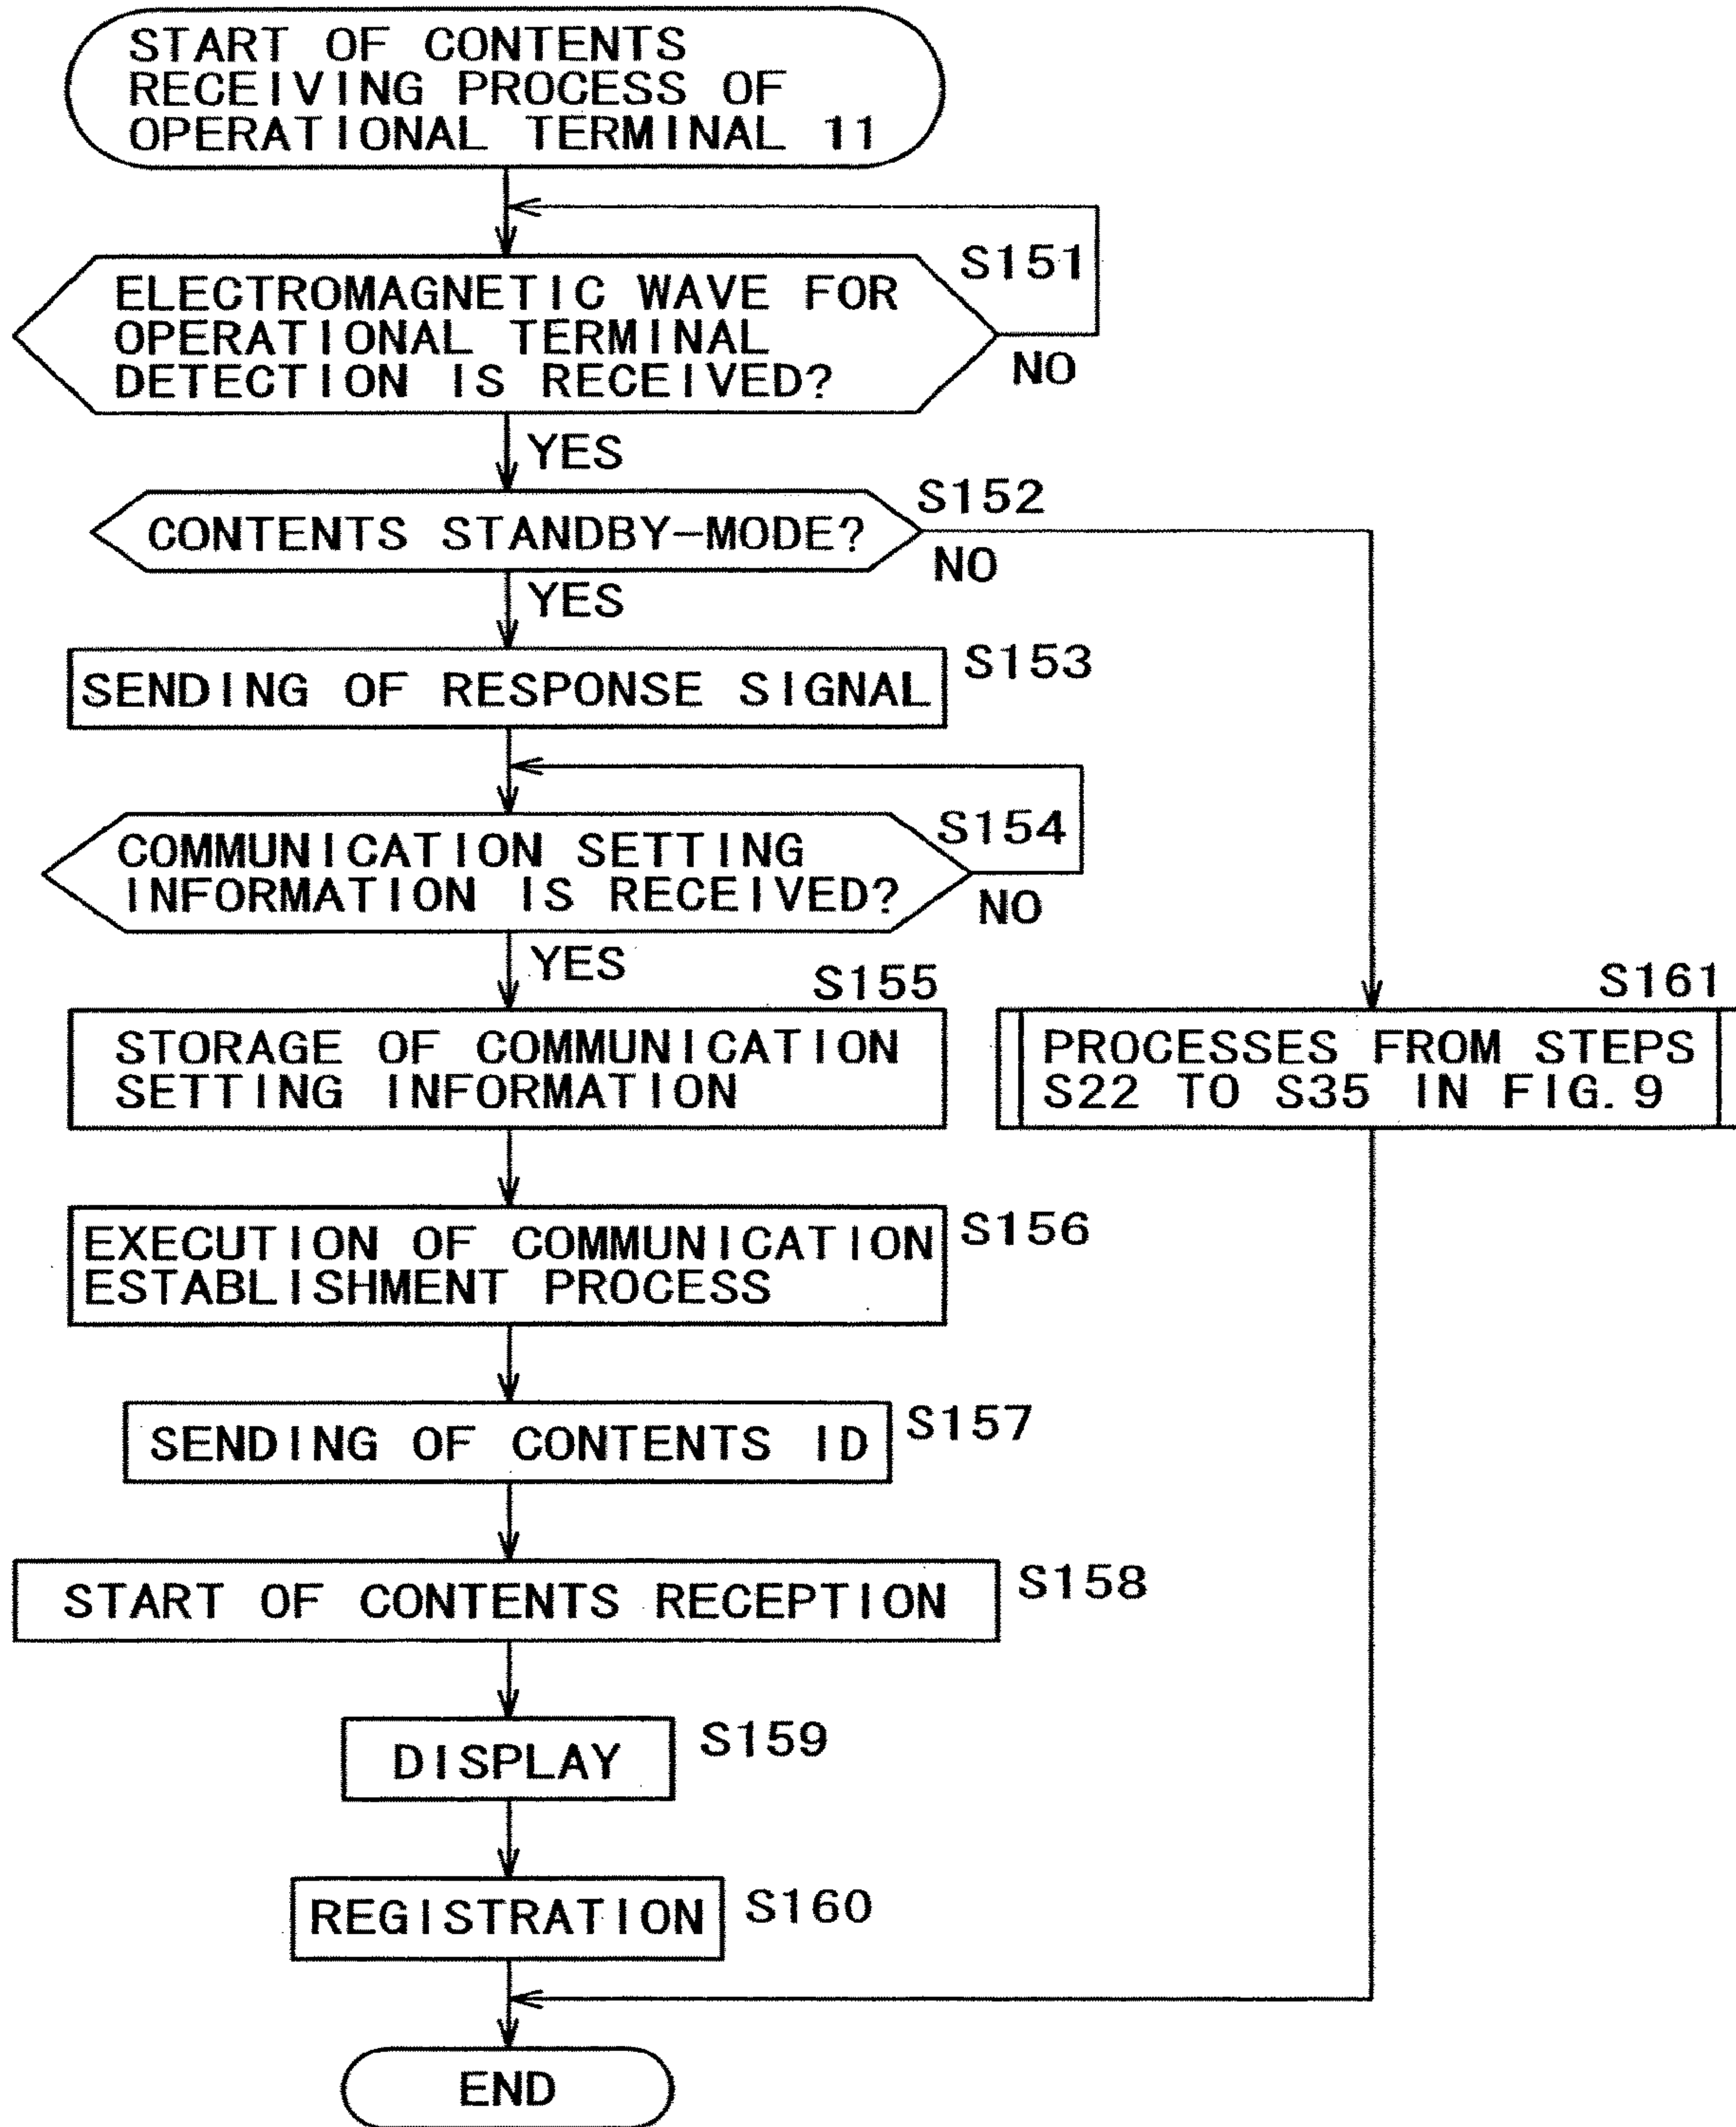 START OF CONTENTS
RECEIVING PROCESS OF
OPERATIONAL TERMINAL 11
S151
ELECTROMAGNETIC WAVE FOR
OPERATIONAL TERMINAL
DETECTION IS RECEIVED?
NO
YES
S152
CONTENTS STANDBY-MODE?
NO
YES
S153
SENDING OF RESPONSE SIGNAL
S154
COMMUNICATION SETTING
INFORMATION IS RECEIVED?
NO
YES
S155
STORAGE OF COMMUNICATION
SETTING INFORMATION
S161
PROCESSES FROM STEPS
S22 TO S35 IN FIG. 9
S156
EXECUTION OF COMMUNICATION
ESTABLISHMENT PROCESS
S157
SENDING OF CONTENTS ID
S158
START OF CONTENTS RECEPTION
S159
DISPLAY
S160
REGISTRATION
END